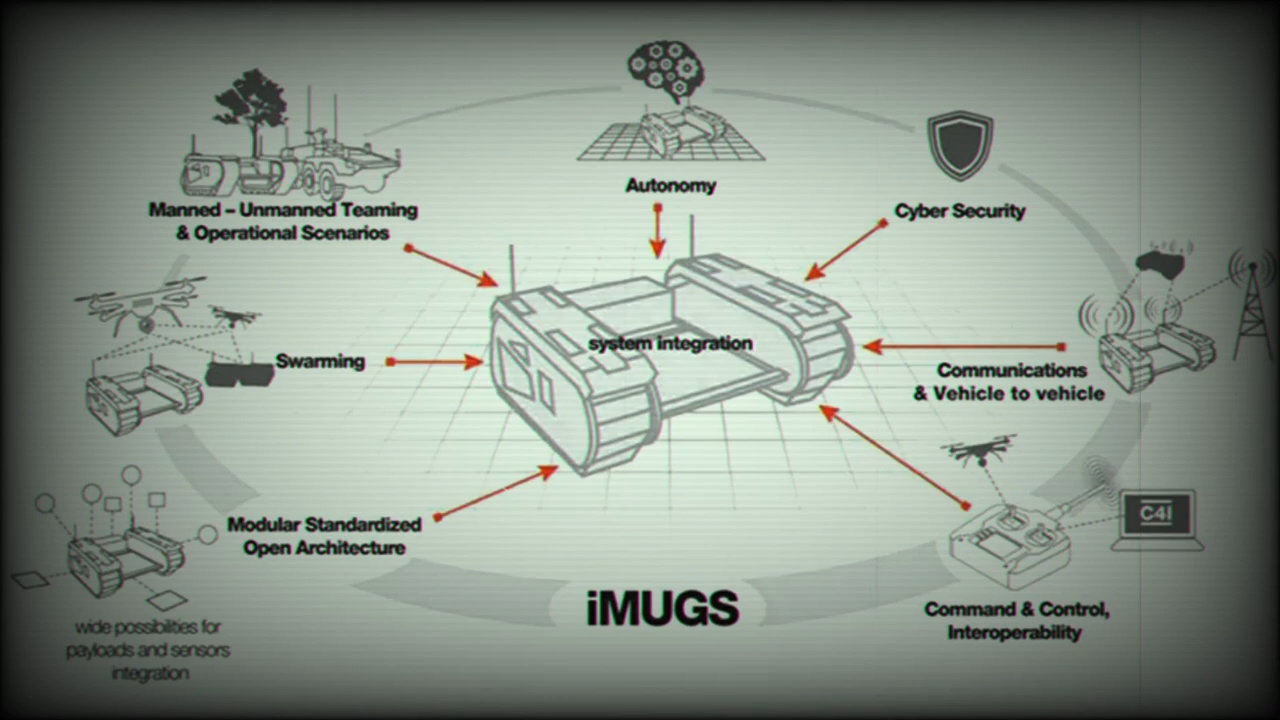 Autonomy
Manned – Unmanned Teaming
& Operational Scenarios
Cyber Security
system integration
Swarming
Communications
& Vehicle to vehicle
C4I
Modular Standardized
Open Architecture
iMUGS
Command & Control,
Interoperability
wide possibilities for
payloads and sensors
integration